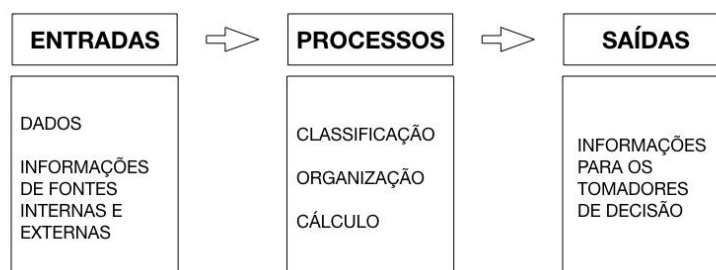 ENTRADAS
PROCESSOS
SAÍDAS
DADOS
INFORMAÇÕES
DE FONTES
INTERNAS E
EXTERNAS
CLASSIFICAÇÃO
ORGANIZAÇÃO
CÁLCULO
INFORMAÇÕES
PARA OS
TOMADORES
DE DECISÃO